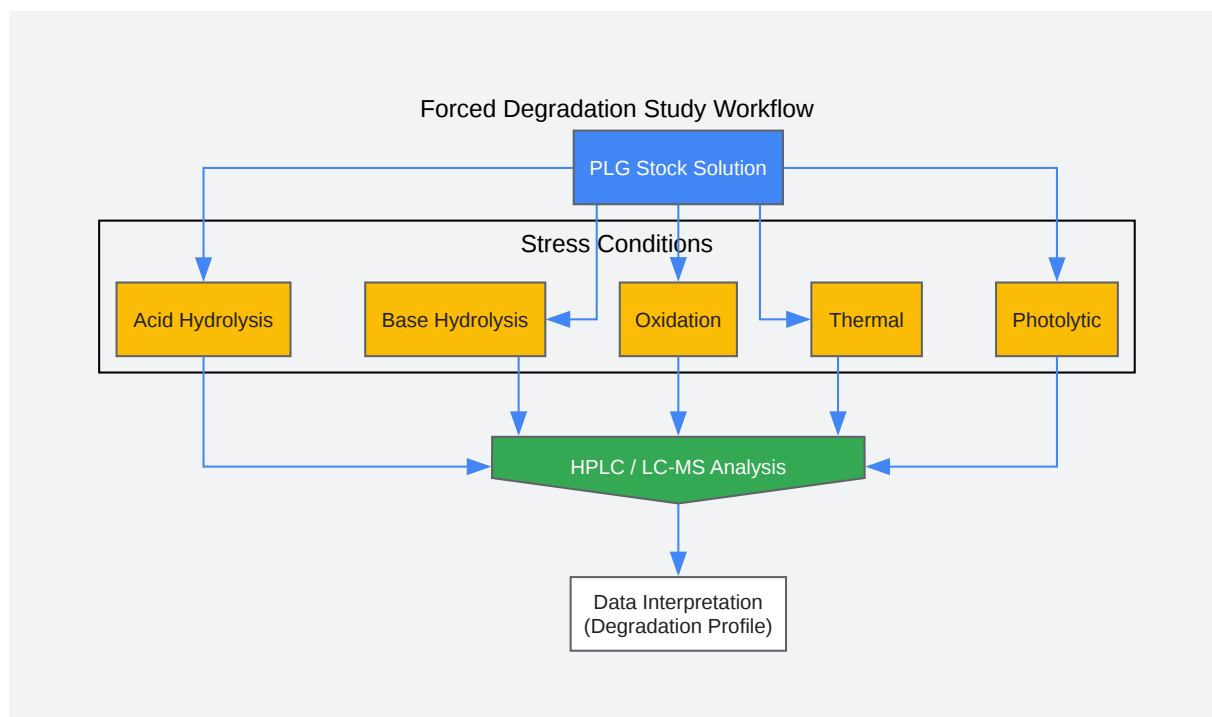 Forced Degradation Study Workflow
PLG Stock Solution
Stress Conditions
Acid Hydrolysis
Base Hydrolysis
Oxidation
Thermal
Photolytic
HPLC / LC-MS Analysis
Data Interpretation
(Degradation Profile)